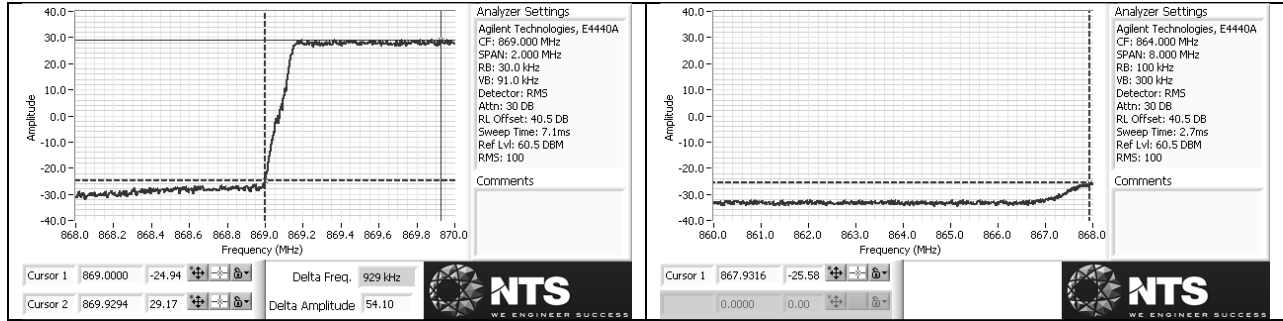 40.0
30.0
20.0
10.0
0.0
-10.0
-20.0
-30.0
-40.0
Amplitude
868.0 868.2 868.4 868.6 868.8 869.0 869.2 869.4 869.6 869.8 870.0
Frequency (MHz)
Analyzer Settings
Agilent Technologies, E4440A
CF: 869.000 MHz
SPAN: 2.000 MHz
RB: 30.0 kHz
VB: 91.0 kHz
Detector: RMS
Attn: 30 DB
RL Offset: 40.5 DB
Sweep Time: 7.1ms
Ref Lvl: 60.5 DBM
RMS: 100
Comments
Cursor 1 869.0000 -24.94
Cursor 2 869.9294 29.17
Delta Freq. 929 kHz
Delta Amplitude 54.10
NTS
WE ENGINEER SUCCESS
40.0
30.0
20.0
10.0
0.0
-10.0
-20.0
-30.0
-40.0
Amplitude
860.0 861.0 862.0 863.0 864.0 865.0 866.0 867.0 868.0
Frequency (MHz)
Analyzer Settings
Agilent Technologies, E4440A
CF: 864.000 MHz
SPAN: 8.000 MHz
RB: 100 kHz
VB: 300 kHz
Detector: RMS
Attn: 30 DB
RL Offset: 40.5 DB
Sweep Time: 2.7ms
Ref Lvl: 60.5 DBM
RMS: 100
Comments
Cursor 1 867.9316 -25.58
0.0000 0.00
NTS
WE ENGINEER SUCCESS